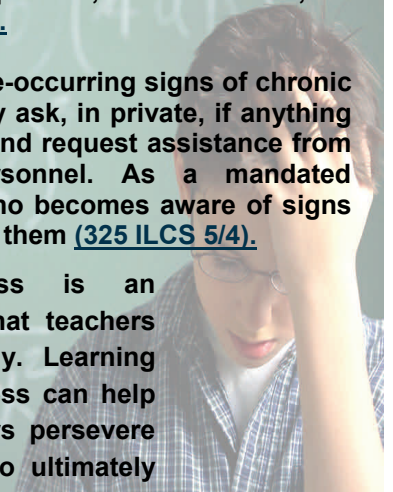 .
e-occurring signs of chronic
y ask, in private, if anything
nd request assistance from
rsonnel. As a mandated
no becomes aware of signs
them (325 ILCS 5/4).
ss is an
hat teachers
y. Learning
ss can help
rs persevere
o ultimately